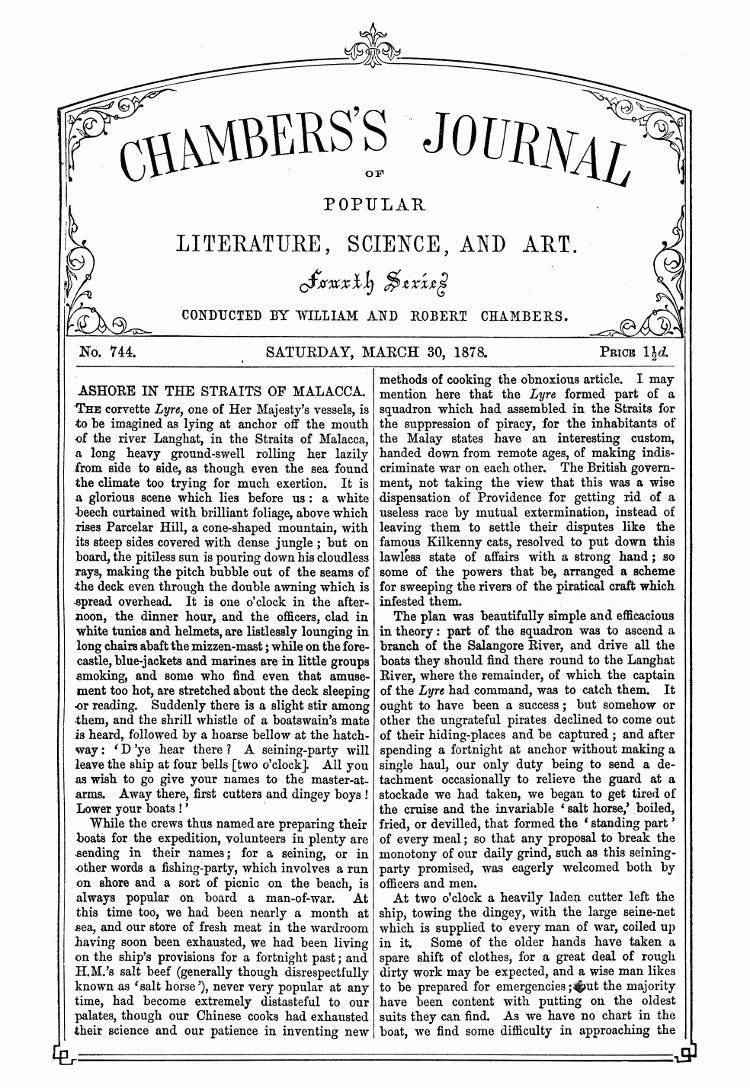 CHAMBERS'S JOURNAL
OF
POPULAR
LITERATURE, SCIENCE, AND ART.
Fourth Series
CONDUCTED BY WILLIAM AND ROBERT CHAMBERS.
No. 744. SATURDAY, MARCH 30, 1878. PRICE 1½d.
ASHORE IN THE STRAITS OF MALACCA.
THE corvette Lyre, one of Her Majesty's vessels, is
to be imagined as lying at anchor off the mouth
of the river Langhat, in the Straits of Malacca,
a long heavy ground-swell rolling her lazily
from side to side, as though even the sea found
the climate too trying for much exertion. It is
a glorious scene which lies before us: a white
beech curtained with brilliant foliage, above which
rises Parcelar Hill, a cone-shaped mountain, with
its steep sides covered with dense jungle; but on
board, the pitiless sun is pouring down his cloudless
rays, making the pitch bubble out of the seams of
the deck even through the double awning which is
spread overhead. It is one o'clock in the after-
noon, the dinner hour, and the officers, clad in
white tunics and helmets, are listlessly lounging in
long chairs abaft the mizzen-mast; while on the fore-
castle, blue-jackets and marines are in little groups
smoking, and some who find even that amuse-
ment too hot, are stretched about the deck sleeping
or reading. Suddenly there is a slight stir among
them, and the shrill whistle of a boatswain's mate
is heard, followed by a hoarse bellow at the hatch-
way: 'D'ye hear there? A seining-party will
leave the ship at four bells [two o'clock]. All you
as wish to go give your names to the master-at-
arms. Away there, first cutters and dingey boys!
Lower your boats!'
While the crews thus named are preparing their
boats for the expedition, volunteers in plenty are
sending in their names; for a seining, or in
other words a fishing-party, which involves a run
on shore and a sort of picnic on the beach, is
always popular on board a man-of-war. At
this time too, we had been nearly a month at
sea, and our store of fresh meat in the wardroom
having soon been exhausted, we had been living
on the ship's provisions for a fortnight past; and
H.M.'s salt beef (generally though disrespectfully
known as 'salt horse'), never very popular at any
time, had become extremely distasteful to our
palates, though our Chinese cooks had exhausted
their science and our patience in inventing new
methods of cooking the obnoxious article. I may
mention here that the Lyre formed part of a
squadron which had assembled in the Straits for
the suppression of piracy, for the inhabitants of
the Malay states have an interesting custom,
handed down from remote ages, of making indis-
criminate war on each other. The British govern-
ment, not taking the view that this was a wise
dispensation of Providence for getting rid of a
useless race by mutual extermination, instead of
leaving them to settle their disputes like the
famous Kilkenny cats, resolved to put down this
lawless state of affairs with a strong hand; so
some of the powers that be, arranged a scheme
for sweeping the rivers of the piratical craft which
infested them.
The plan was beautifully simple and efficacious
in theory: part of the squadron was to ascend a
branch of the Salangore River, and drive all the
boats they should find there round to the Langhat
River, where the remainder, of which the captain
of the Lyre had command, was to catch them. It
ought to have been a success; but somehow or
other the ungrateful pirates declined to come out
of their hiding-places and be captured; and after
spending a fortnight at anchor without making a
single haul, our only duty being to send a de-
tachment occasionally to relieve the guard at a
stockade we had taken, we began to get tired of
the cruise and the invariable 'salt horse,' boiled,
fried, or devilled, that formed the 'standing part'
of every meal; so that any proposal to break the
monotony of our daily grind, such as this seining-
party promised, was eagerly welcomed both by
officers and men.
At two o'clock a heavily laden cutter left the
ship, towing the dingey, with the large seine-net
which is supplied to every man of war, coiled up
in it. Some of the older hands have taken a
spare shift of clothes, for a great deal of rough
dirty work may be expected, and a wise man likes
to be prepared for emergencies; but the majority
have been content with putting on the oldest
suits they can find. As we have no chart in the
boat, we find some difficulty in approaching the